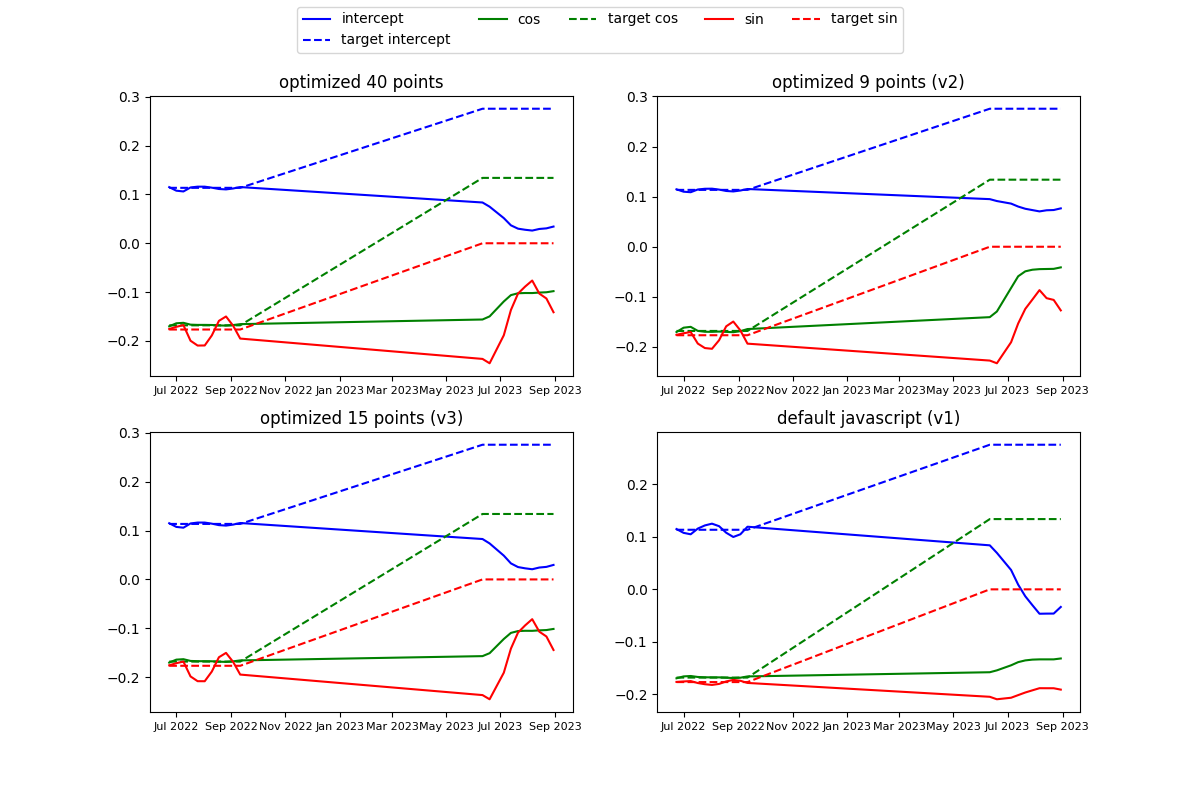 intercept cos target cos sin target sin
target intercept
optimized 40 points
0.3
0.2
0.1
0.0
−0.1
−0.2
Jul 2022 Sep 2022 Nov 2022 Jan 2023 Mar 2023 May 2023 Jul 2023 Sep 2023
optimized 9 points (v2)
0.3
0.2
0.1
0.0
−0.1
−0.2
Jul 2022 Sep 2022 Nov 2022 Jan 2023 Mar 2023 May 2023 Jul 2023 Sep 2023
optimized 15 points (v3)
0.3
0.2
0.1
0.0
−0.1
−0.2
Jul 2022 Sep 2022 Nov 2022 Jan 2023 Mar 2023 May 2023 Jul 2023 Sep 2023
default javascript (v1)
0.2
0.1
0.0
−0.1
−0.2
Jul 2022 Sep 2022 Nov 2022 Jan 2023 Mar 2023 May 2023 Jul 2023 Sep 2023